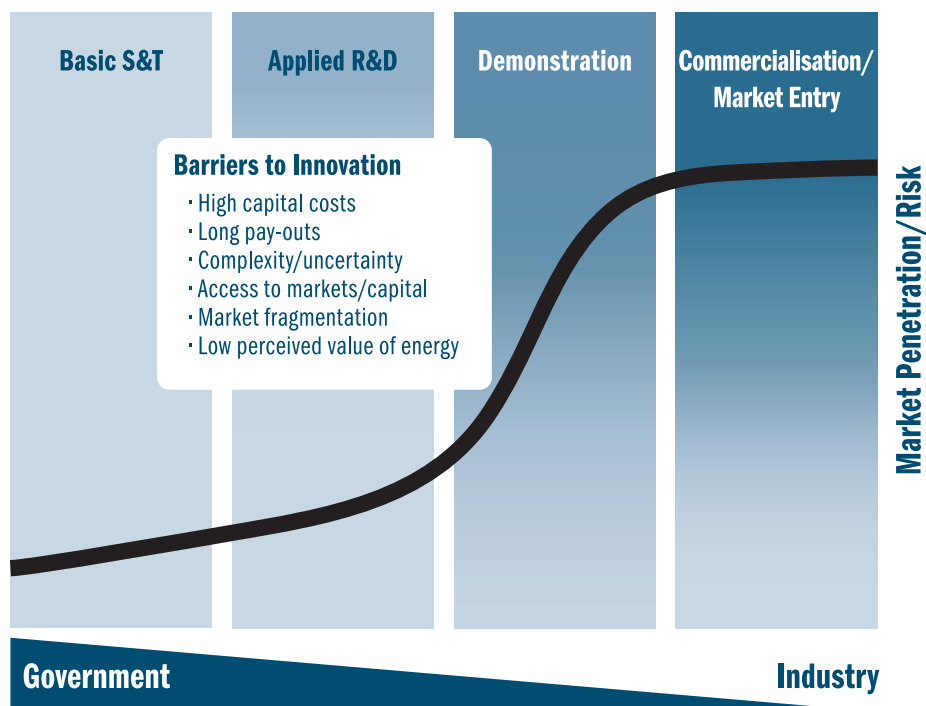 Basic S&T
Applied R&D
Demonstration
Commercialisation/
Market Entry
Barriers to Innovation
· High capital costs
· Long pay-outs
· Complexity/uncertainty
· Access to markets/capital
· Market fragmentation
· Low perceived value of energy
Market Penetration/Risk
Government
Industry